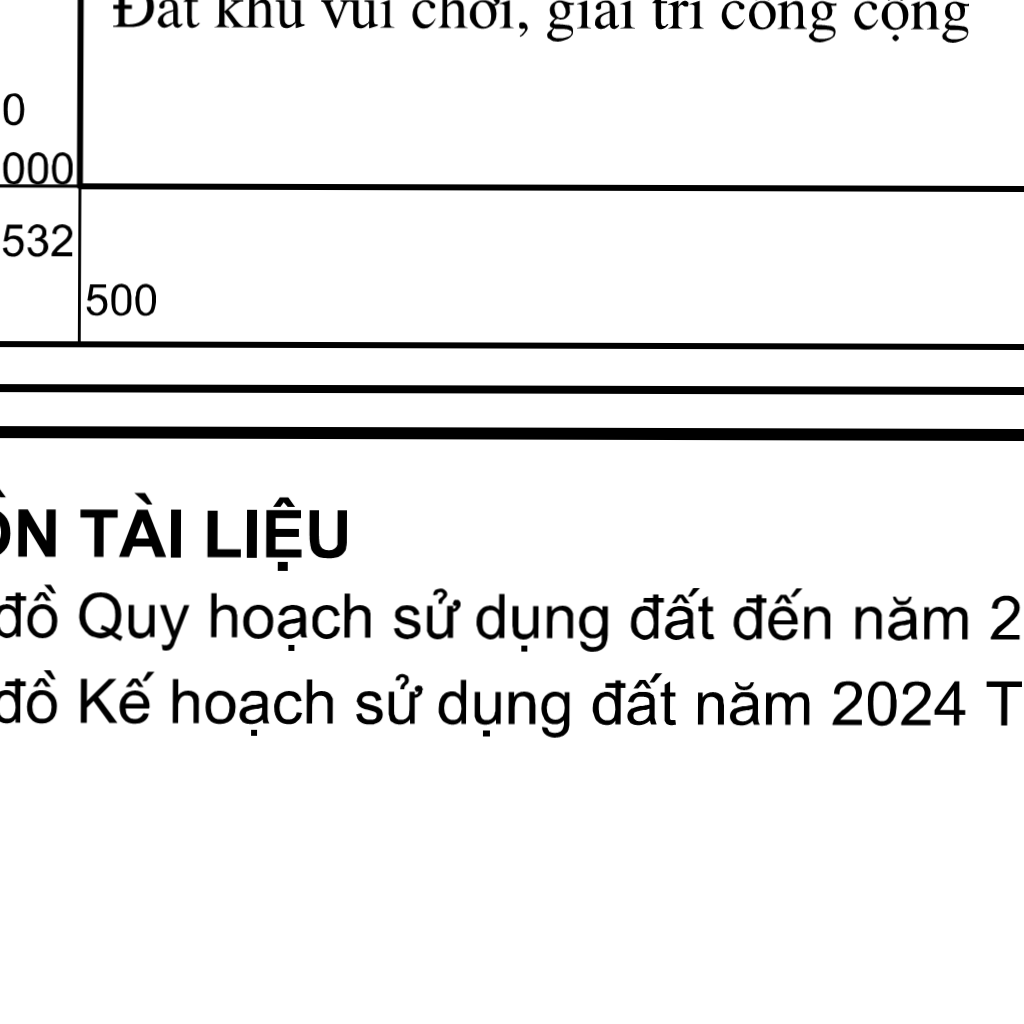 Đất khu vui chơi, giải trí công cộng
0
000
532
500
TÀI LIỆU
đồ Quy hoạch sử dụng đất đến năm 2
đồ Kế hoạch sử dụng đất năm 2024 T